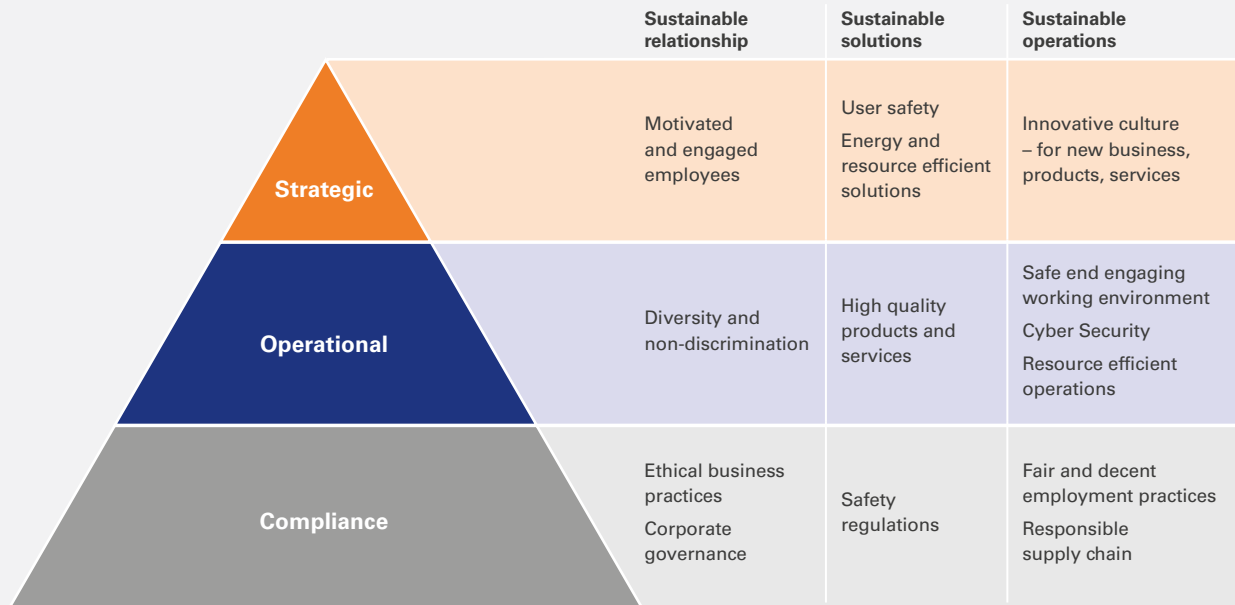 Sustainable
relationship
Sustainable
solutions
Sustainable
operations
Strategic
Motivated
and engaged
employees
User safety
Energy and
resource efficient
solutions
Innovative culture
– for new business,
products, services
Operational
Diversity and
non-discrimination
High quality
products and
services
Safe end engaging
working environment
Cyber Security
Resource efficient
operations
Compliance
Ethical business
practices
Corporate
governance
Safety
regulations
Fair and decent
employment practices
Responsible
supply chain